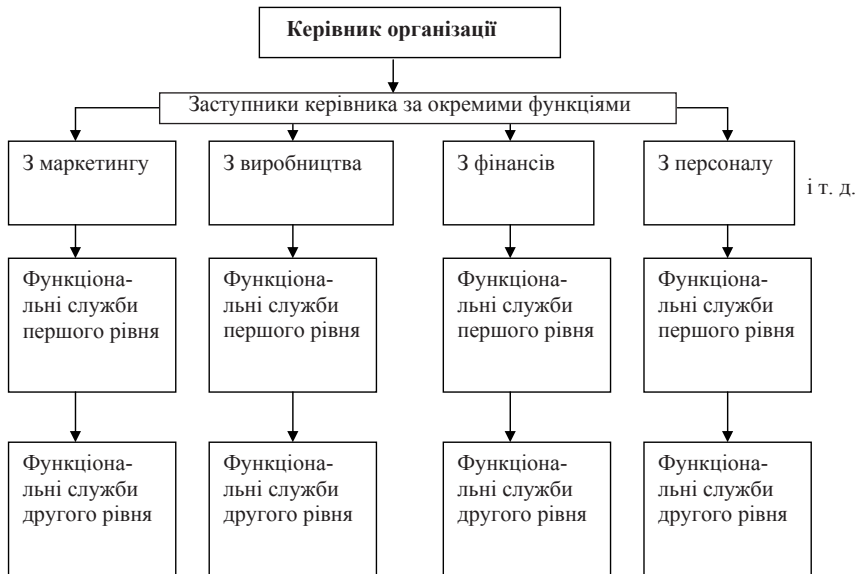 Керівник організації
Заступники керівника за окремими функціями
З маркетингу
З виробництва
З фінансів
З персоналу
і т. д.
Функціона-
льні служби
першого рівня
Функціона-
льні служби
першого рівня
Функціона-
льні служби
першого рівня
Функціона-
льні служби
першого рівня
Функціона-
льні служби
другого рівня
Функціона-
льні служби
другого рівня
Функціона-
льні служби
другого рівня
Функціона-
льні служби
другого рівня